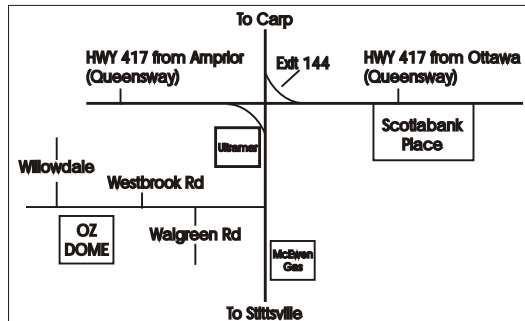 To Carp
HWY 417 from Arnprior
(Queensway)
Exit 144
HWY 417 from Ottawa
(Queensway)
Scotiabank
Place
Ultramar
Willowdale
Westbrook Rd
OZ
DOME
Walgreen Rd
McEwen
Gas
To Stittsville